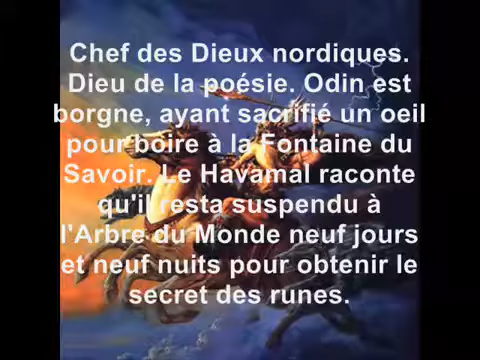 Chef des Dieux nordiques.
Dieu de la poésie. Odin est
borgne, ayant sacrifié un oeil
pour boire à la Fontaine du
Savoir. Le Havamal raconte
qu'il resta suspendu à
l'Arbre du Monde neuf jours
et neuf nuits pour obtenir le
secret des runes.